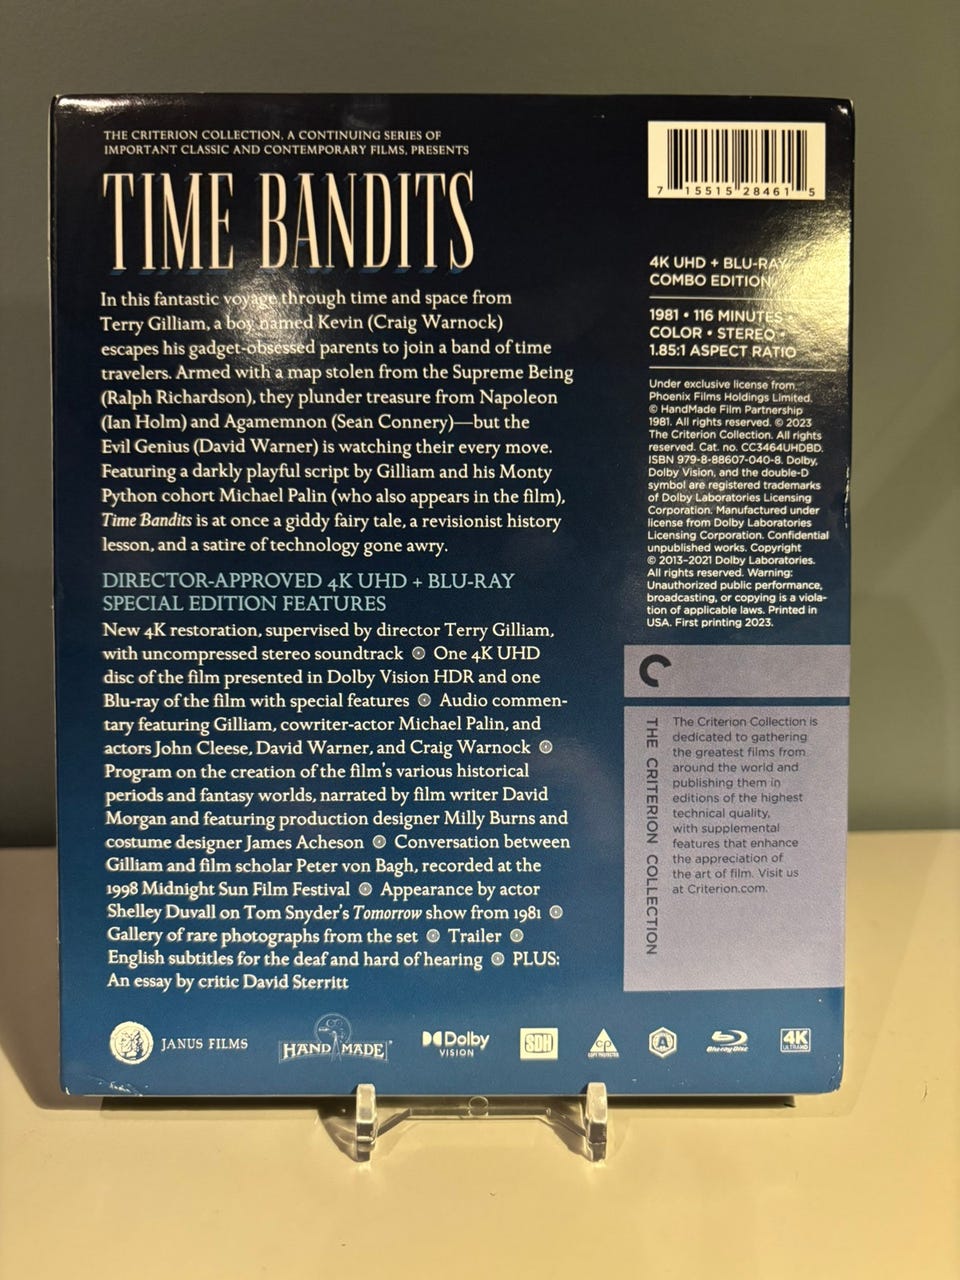 THE CRITERION COLLECTION, A CONTINUING SERIES OF
IMPORTANT CLASSIC AND CONTEMPORARY FILMS, PRESENTS
TIME BANDITS
In this fantastic voyage through time and space from
Terry Gilliam, a boy named Kevin (Craig Warnock)
escapes his gadget-obsessed parents to join a band of time
travelers. Armed with a map stolen from the Supreme Being
(Ralph Richardson), they plunder treasure from Napoleon
(Ian Holm) and Agamemnon (Sean Connery)—but the
Evil Genius (David Warner) is watching their every move.
Featuring a darkly playful script by Gilliam and his Monty
Python cohort Michael Palin (who also appears in the film),
Time Bandits is at once a giddy fairy tale, a revisionist history
lesson, and a satire of technology gone awry.
DIRECTOR-APPROVED 4K UHD + BLU-RAY
SPECIAL EDITION FEATURES
New 4K restoration, supervised by director Terry Gilliam,
with uncompressed stereo soundtrack One 4K UHD
disc of the film presented in Dolby Vision HDR and one
Blu-ray of the film with special features Audio commen-
tary featuring Gilliam, cowriter-actor Michael Palin, and
actors John Cleese, David Warner, and Craig Warnock
Program on the creation of the film's various historical
periods and fantasy worlds, narrated by film writer David
Morgan and featuring production designer Milly Burns and
costume designer James Acheson Conversation between
Gilliam and film scholar Peter von Bagh, recorded at the
1998 Midnight Sun Film Festival Appearance by actor
Shelley Duvall on Tom Snyder's Tomorrow show from 1981
Gallery of rare photographs from the set Trailer
English subtitles for the deaf and hard of hearing PLUS:
An essay by critic David Sterritt
7 15515 28461 5
4K UHD + BLU-RAY
COMBO EDITION
1981 • 116 MINUTES •
COLOR • STEREO •
1.85:1 ASPECT RATIO
Under exclusive license from
Phoenix Films Holdings Limited.
© HandMade Film Partnership
1981. All rights reserved. © 2023
The Criterion Collection. All rights
reserved. Cat. no. CC3464UHDBD.
ISBN 979-8-88607-040-8. Dolby,
Dolby Vision, and the double-D
symbol are registered trademarks
of Dolby Laboratories Licensing
Corporation. Manufactured under
license from Dolby Laboratories
Licensing Corporation. Confidential
unpublished works. Copyright
© 2013–2021 Dolby Laboratories.
All rights reserved. Warning:
Unauthorized public performance,
broadcasting, or copying is a viola-
tion of applicable laws. Printed in
USA. First printing 2023.
THE CRITERION COLLECTION
The Criterion Collection is
dedicated to gathering
the greatest films from
around the world and
publishing them in
editions of the highest
technical quality,
with supplemental
features that enhance
the appreciation of
the art of film. Visit us
at Criterion.com.
JANUS FILMS
HANDMADE
Dolby
VISION
SDH
CP
COPY PROTECTED
A
Blu-ray Disc
4K
ULTRA HD